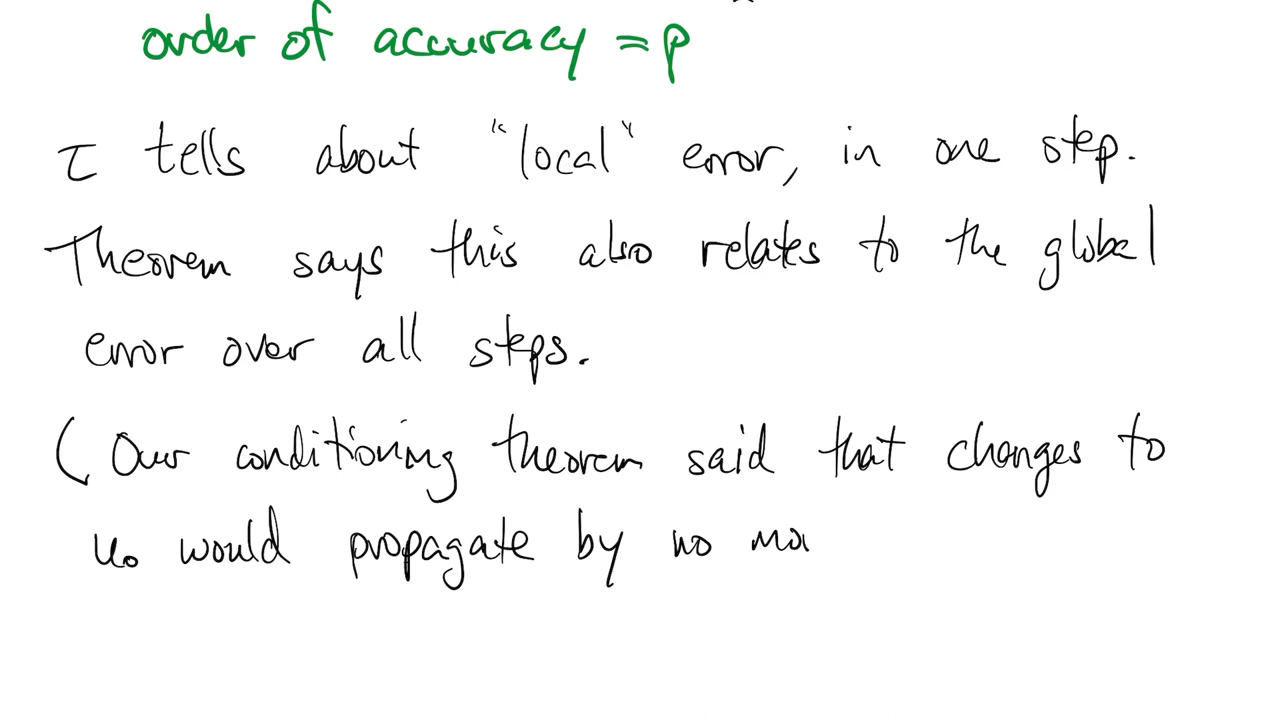 order of accuracy = p
τ tells about "local" error, in one step.
Theorem says this also relates to the global
error over all steps.
(Our conditioning theorem said that changes to
u₀ would propagate by no mo